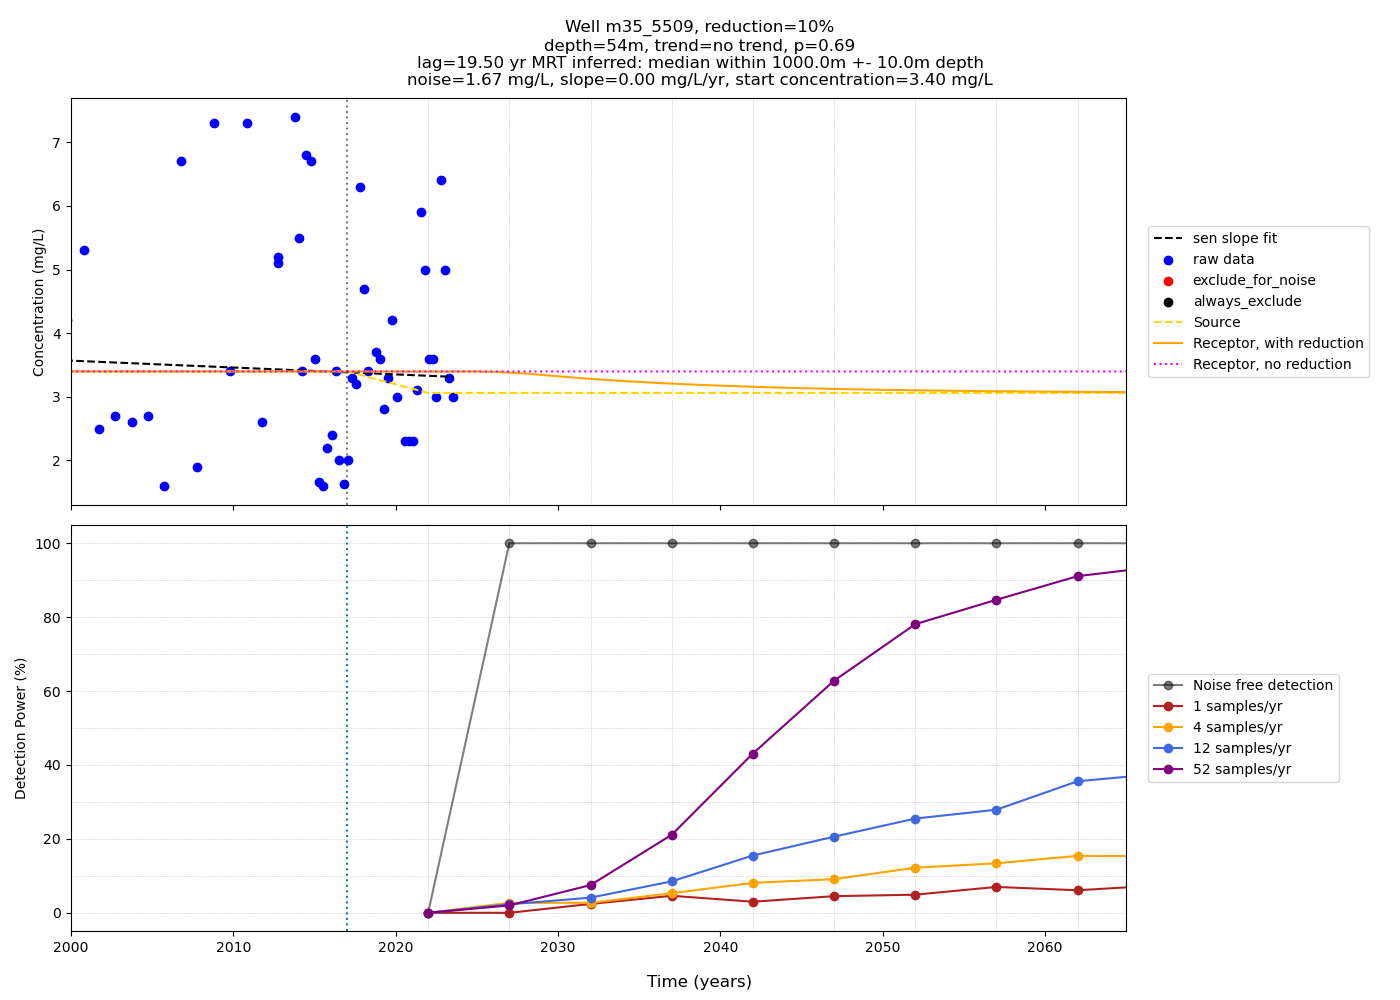 Well m35_5509, reduction=10%
depth=54m, trend=no trend, p=0.69
lag=19.50 yr MRT inferred: median within 1000.0m +- 10.0m depth
noise=1.67 mg/L, slope=0.00 mg/L/yr, start concentration=3.40 mg/L
Concentration (mg/L)
7
6
5
4
3
2
sen slope fit
raw data
exclude_for_noise
always_exclude
Source
Receptor, with reduction
Receptor, no reduction
Detection Power (%)
100
80
60
40
20
0
Noise free detection
1 samples/yr
4 samples/yr
12 samples/yr
52 samples/yr
2000 2010 2020 2030 2040 2050 2060
Time (years)